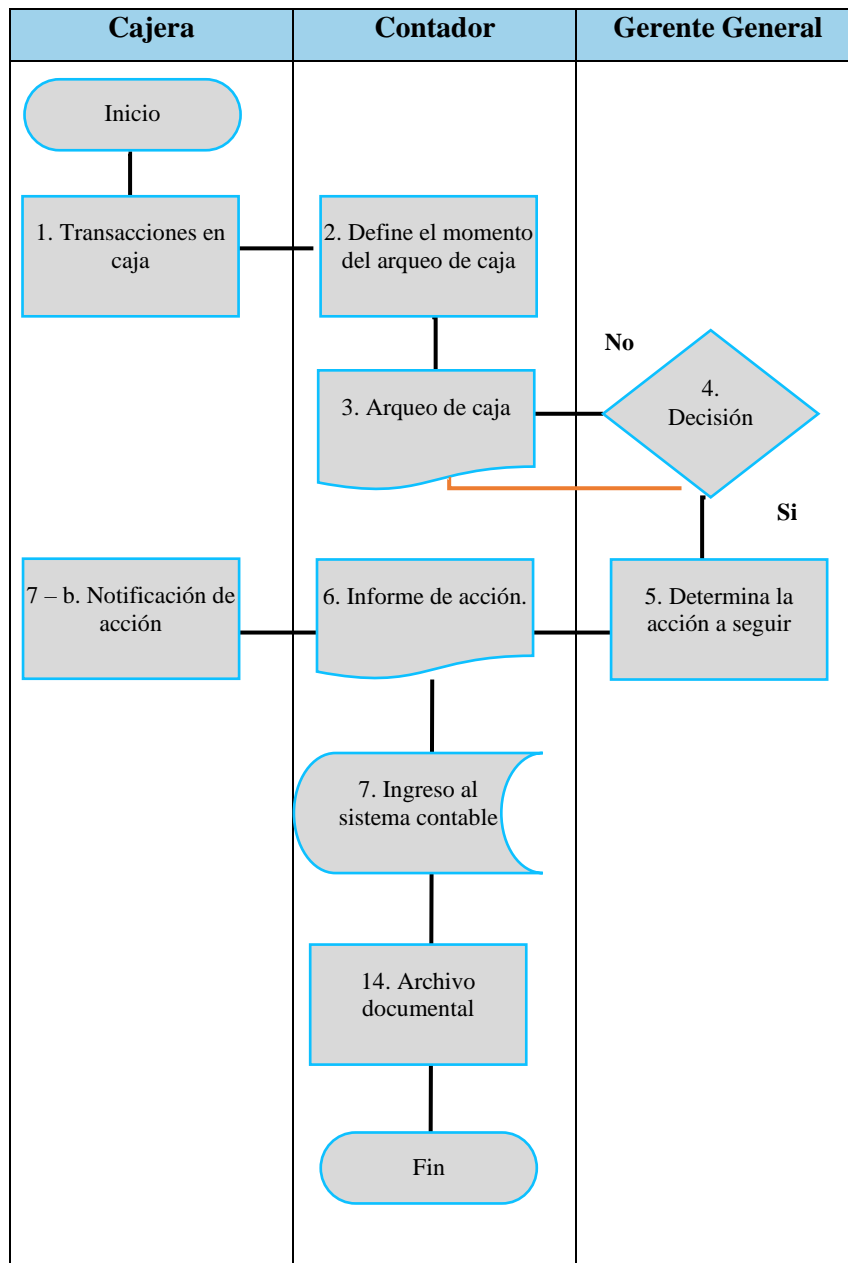 Cajera
Contador
Gerente General
Inicio
1. Transacciones en
caja
2. Define el momento
del arqueo de caja
No
3. Arqueo de caja
4.
Decisión
Si
7 – b. Notificación de
acción
6. Informe de acción.
5. Determina la
acción a seguir
7. Ingreso al
sistema contable
14. Archivo
documental
Fin